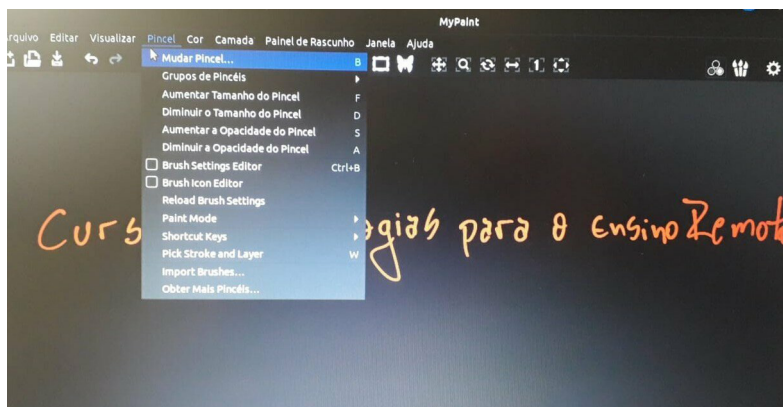 MyPaint
rquivo Editar Visualizar Pincel Cor Camada Painel de Rascunho Janela Ajuda
Mudar Pincel... B
Grupos de Pincéis
Aumentar Tamanho do Pincel F
Diminuir o Tamanho do Pincel D
Aumentar a Opacidade do Pincel S
Diminuir a Opacidade do Pincel A
Brush Settings Editor Ctrl+B
Brush Icon Editor
Reload Brush Settings
Paint Mode
Shortcut Keys
Pick Stroke and Layer W
Import Brushes...
Obter Mais Pincéis...
Curs ogias para o Ensino Remot